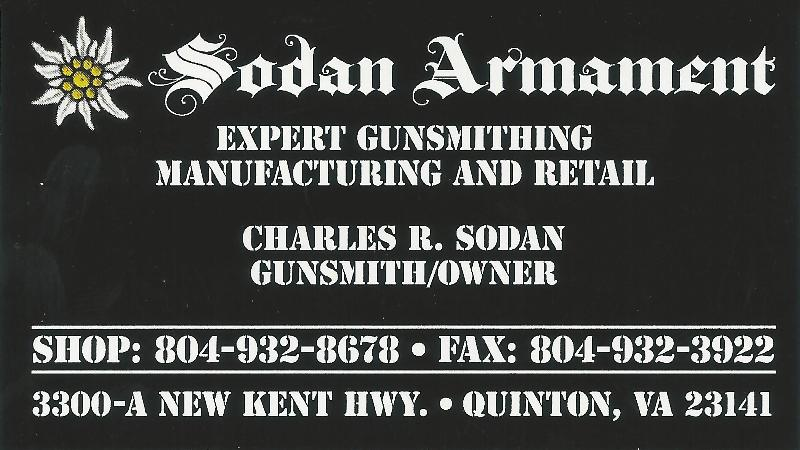 Sodan Armament
EXPERT GUNSMITHING
MANUFACTURING AND RETAIL
CHARLES R. SODAN
GUNSMITH/OWNER
SHOP: 804-932-8678 • FAX: 804-932-3922
3300-A NEW KENT HWY. • QUINTON, VA 23141